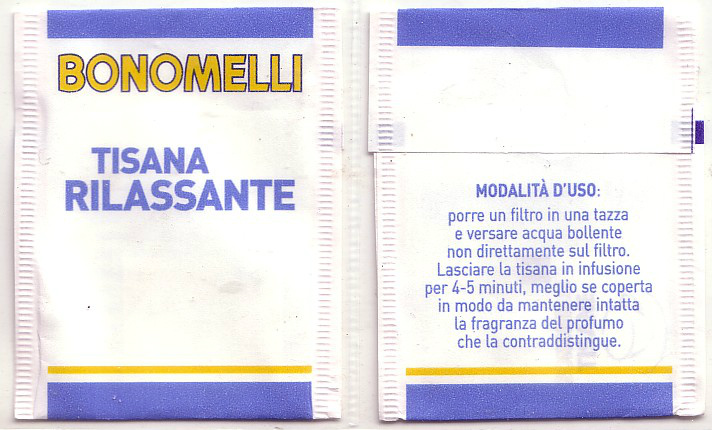 BONOMELLI
TISANA
RILASSANTE
MODALITÀ D'USO:
porre un filtro in una tazza
e versare acqua bollente
non direttamente sul filtro.
Lasciare la tisana in infusione
per 4-5 minuti, meglio se coperta
in modo da mantenere intatta
la fragranza del profumo
che la contraddistingue.